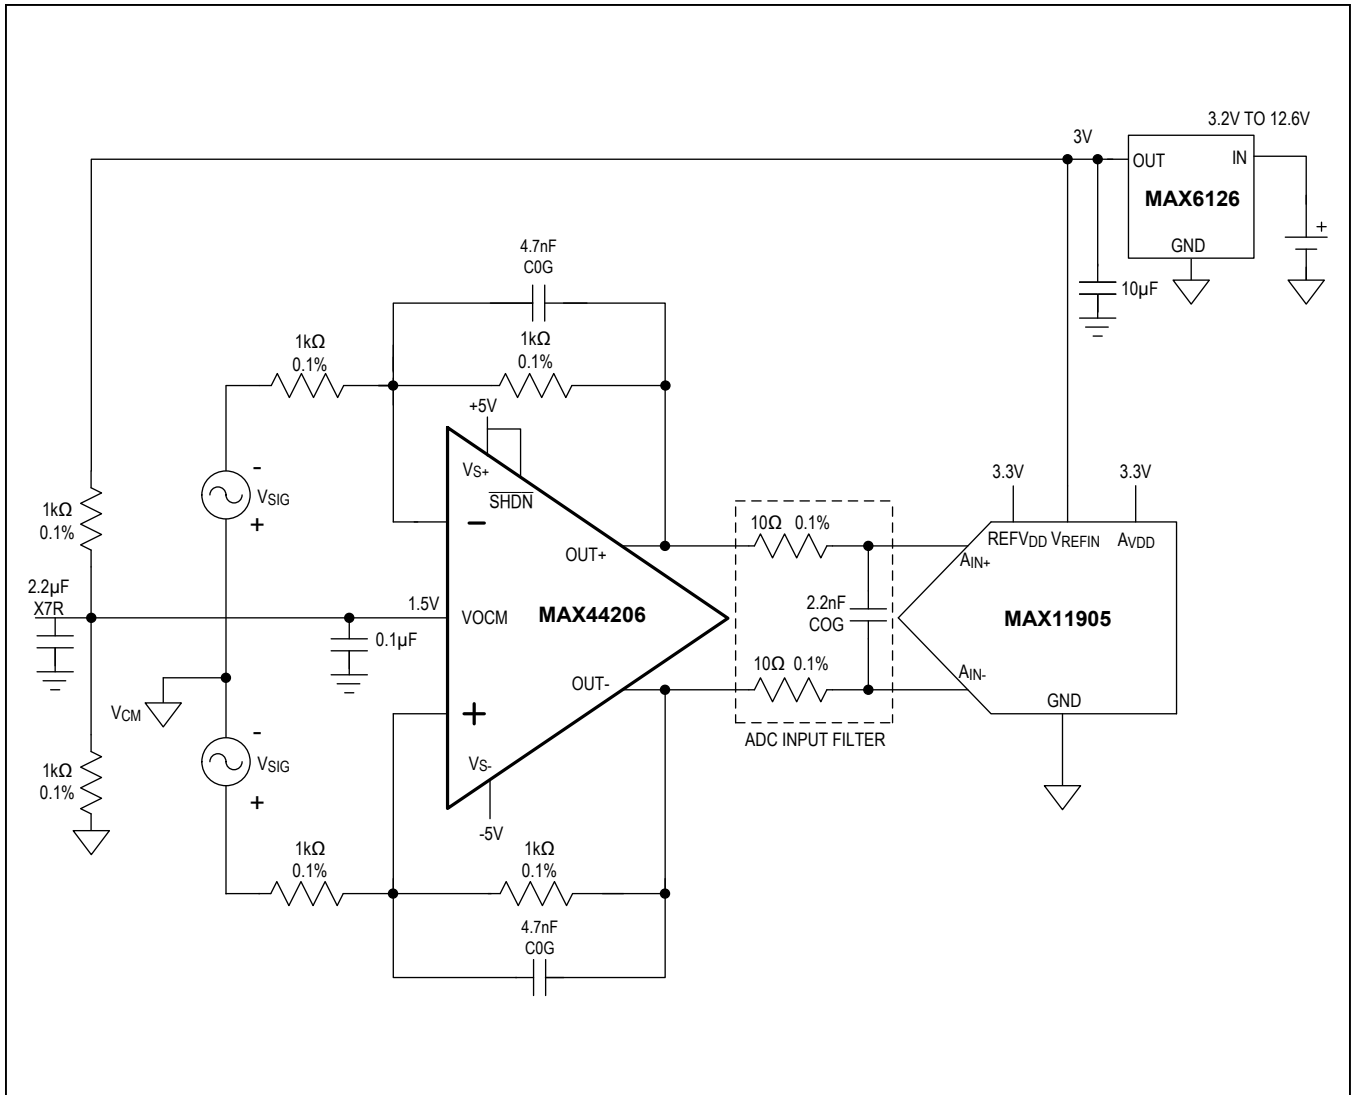 3.2V TO 12.6V
3V
OUT
IN
MAX6126
GND
+
10µF
4.7nF
C0G
1kΩ
0.1%
1kΩ
0.1%
+5V
VS+
SHDN
-
VSIG
+
1kΩ
0.1%
−
OUT+
10Ω 0.1%
3.3V
3.3V
REFVDD
VREFIN
AVDD
AIN+
2.2µF
X7R
1.5V
VOCM
MAX44206
2.2nF
COG
MAX11905
0.1µF
10Ω 0.1%
AIN-
OUT-
VCM
+
GND
-
VSIG
+
ADC INPUT FILTER
VS-
1kΩ
0.1%
-5V
1kΩ
0.1%
1kΩ
0.1%
4.7nF
C0G